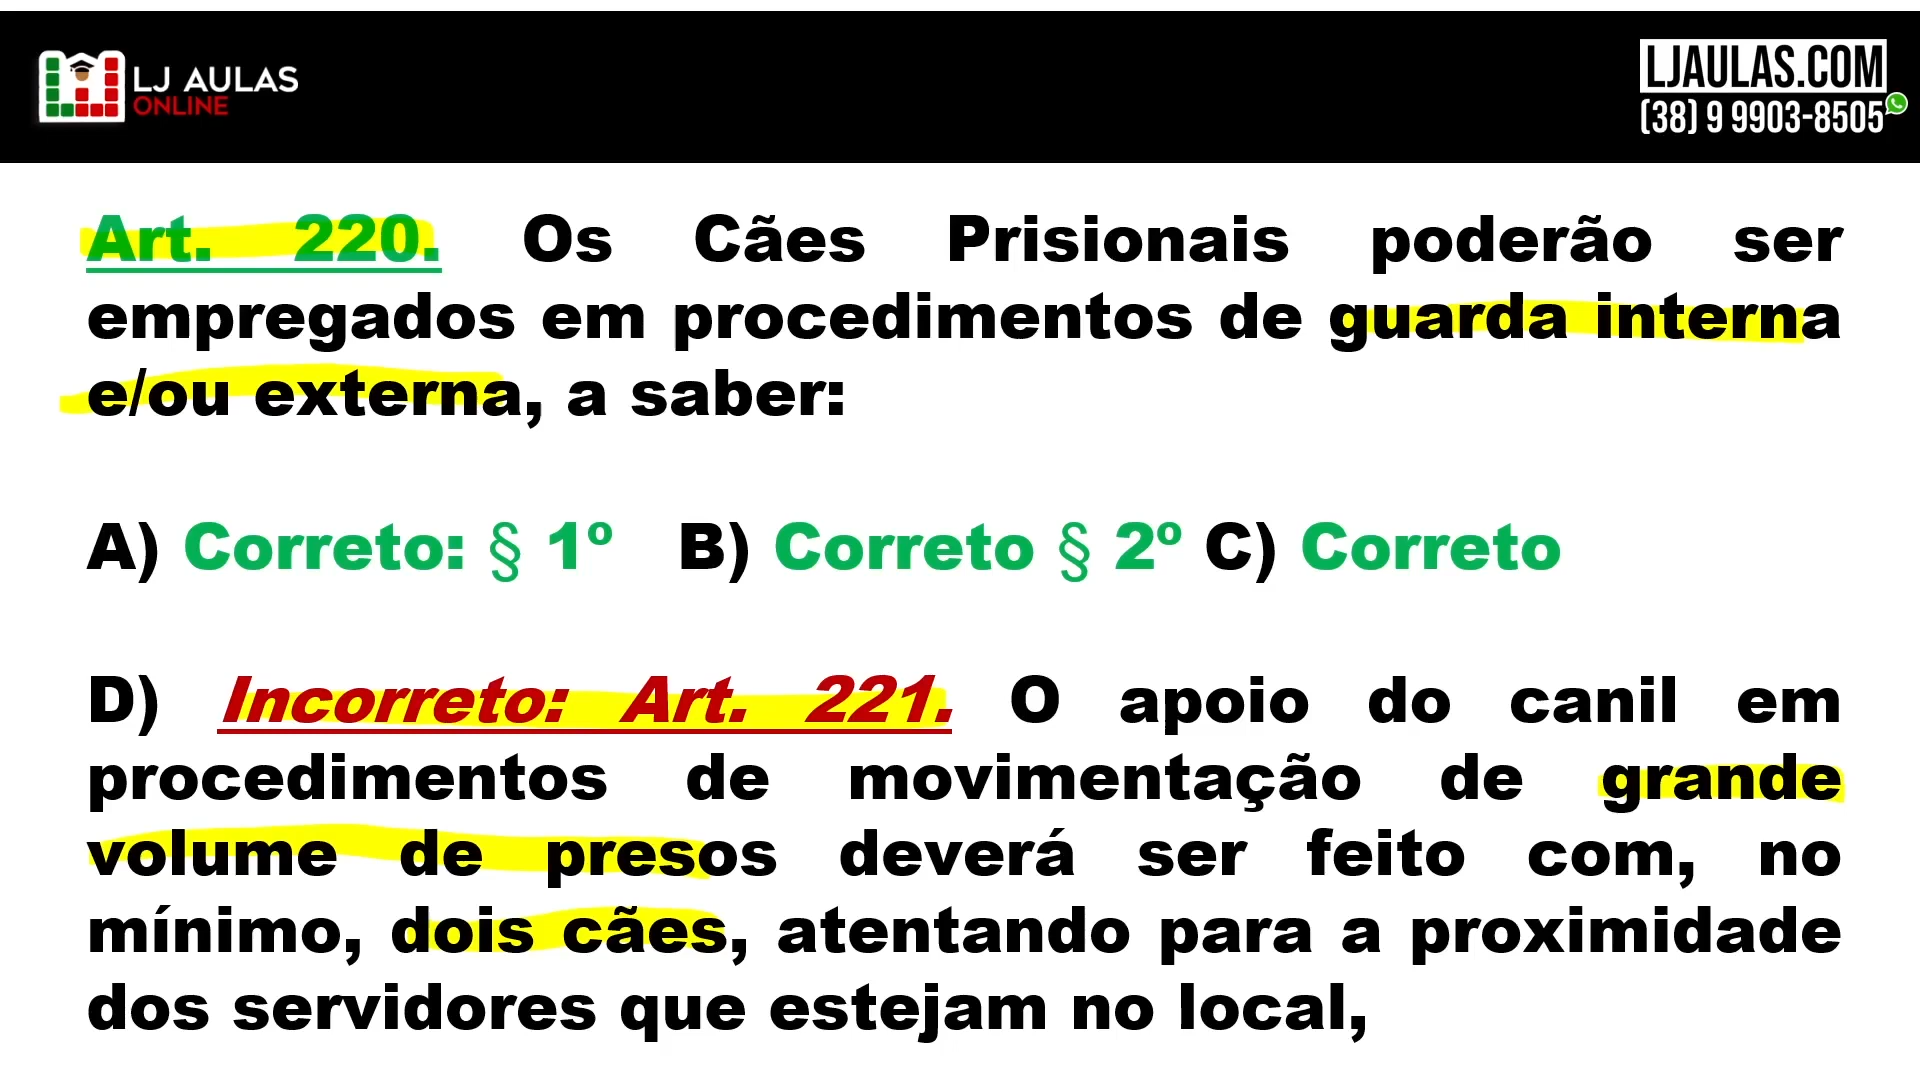 LJ AULAS
ONLINE
LJAULAS.COM
(38) 9 9903-8505
Art. 220. Os Cães Prisionais poderão ser
empregados em procedimentos de guarda interna
e/ou externa, a saber:
A) Correto: § 1º B) Correto § 2º C) Correto
D) Incorreto: Art. 221. O apoio do canil em
procedimentos de movimentação de grande
volume de presos deverá ser feito com, no
mínimo, dois cães, atentando para a proximidade
dos servidores que estejam no local,